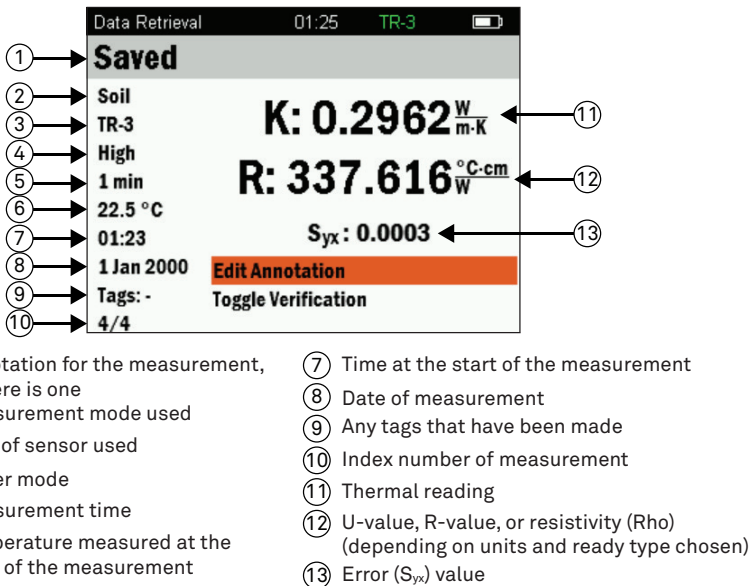 Data Retrieval 01:25 TR-3
Saved
1
Soil
2
TR-3
3
High
4
1 min
5
22.5 °C
6
01:23
7
1 Jan 2000
8
Tags: -
9
4/4
10
K: 0.2962 W/m·K
11
R: 337.616 °C·cm/W
12
Syx: 0.0003
13
Edit Annotation
Toggle Verification
tation for the measurement,
ere is one
surement mode used
of sensor used
er mode
surement time
perature measured at the
of the measurement
7 Time at the start of the measurement
8 Date of measurement
9 Any tags that have been made
10 Index number of measurement
11 Thermal reading
12 U-value, R-value, or resistivity (Rho)
(depending on units and ready type chosen)
13 Error (Syx) value